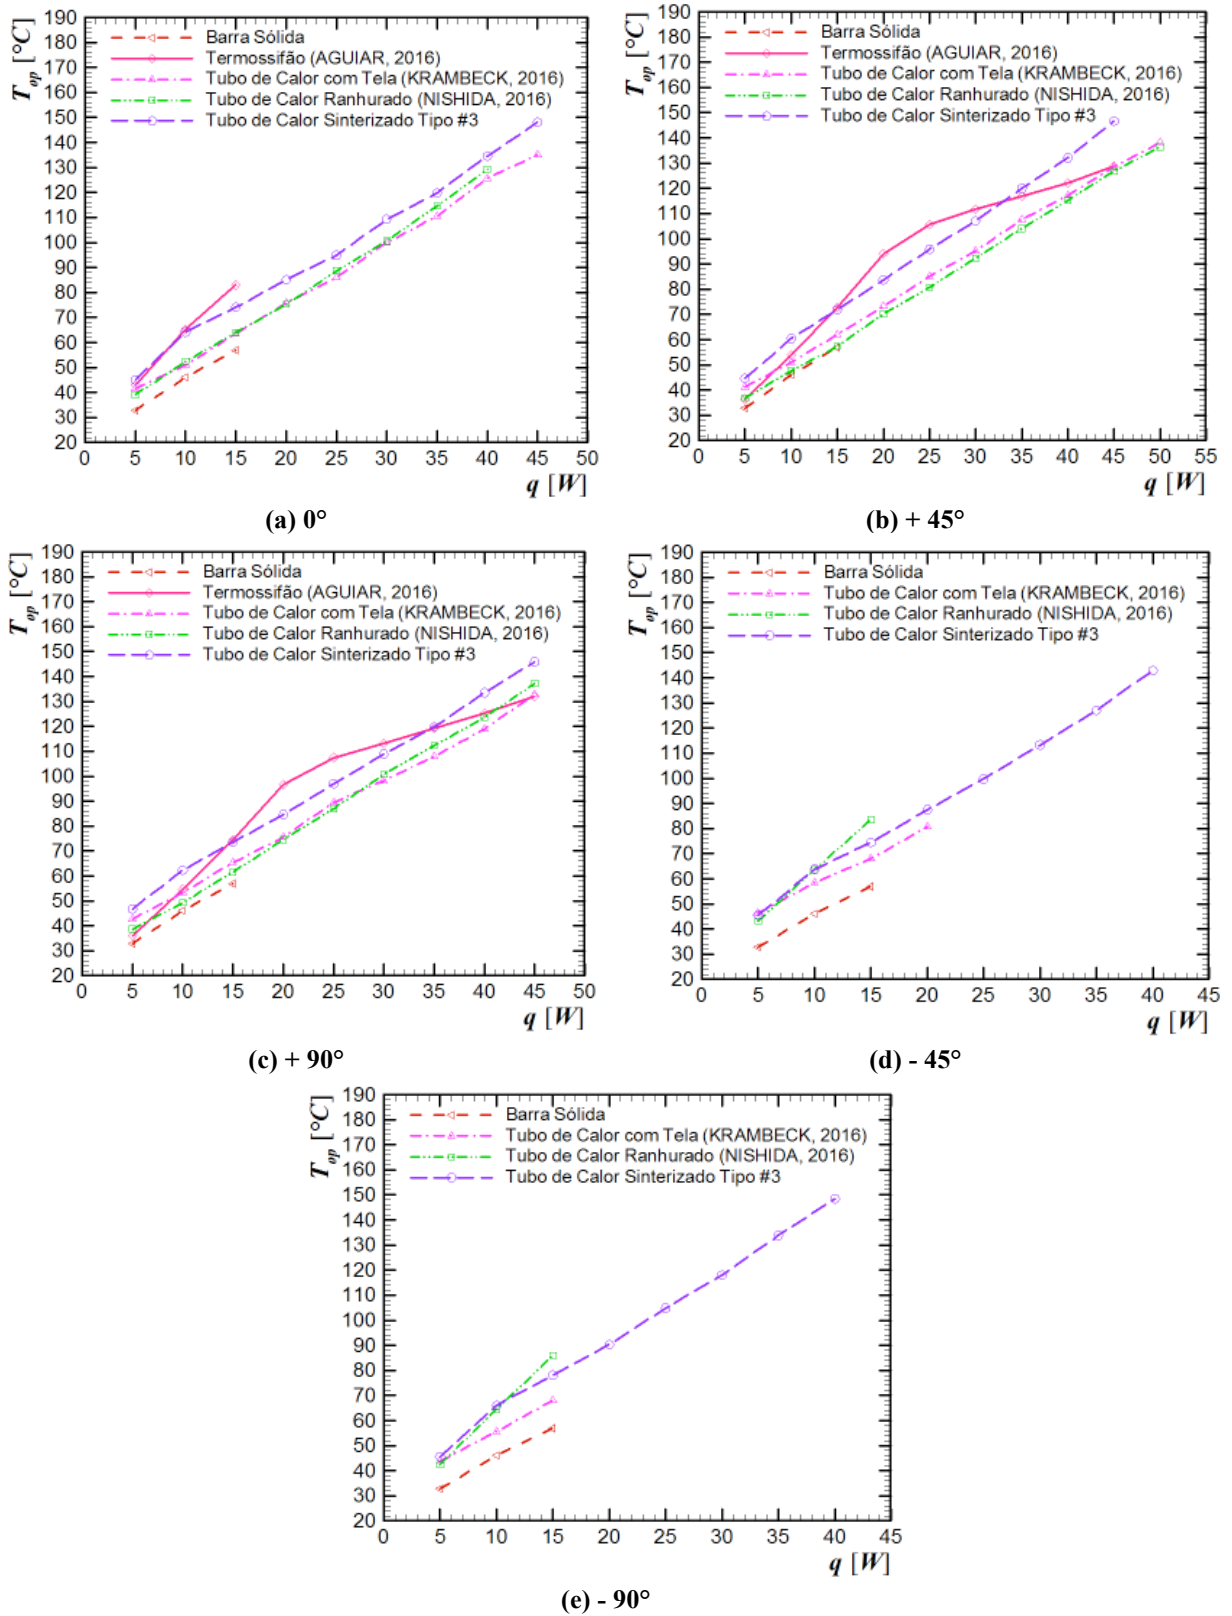 190
180
170
160
150
140
130
120
110
100
90
80
70
60
50
40
30
20
T_op [°C]
Barra Sólida
Termossifão (AGUIAR, 2016)
Tubo de Calor com Tela (KRAMBECK, 2016)
Tubo de Calor Ranhurado (NISHIDA, 2016)
Tubo de Calor Sinterizado Tipo #3
0 5 10 15 20 25 30 35 40 45 50
q [W]
(a) 0°
190
180
170
160
150
140
130
120
110
100
90
80
70
60
50
40
30
20
T_op [°C]
Barra Sólida
Termossifão (AGUIAR, 2016)
Tubo de Calor com Tela (KRAMBECK, 2016)
Tubo de Calor Ranhurado (NISHIDA, 2016)
Tubo de Calor Sinterizado Tipo #3
0 5 10 15 20 25 30 35 40 45 50 55
q [W]
(b) + 45°
190
180
170
160
150
140
130
120
110
100
90
80
70
60
50
40
30
20
T_op [°C]
Barra Sólida
Termossifão (AGUIAR, 2016)
Tubo de Calor com Tela (KRAMBECK, 2016)
Tubo de Calor Ranhurado (NISHIDA, 2016)
Tubo de Calor Sinterizado Tipo #3
0 5 10 15 20 25 30 35 40 45 50
q [W]
(c) + 90°
190
180
170
160
150
140
130
120
110
100
90
80
70
60
50
40
30
20
T_op [°C]
Barra Sólida
Tubo de Calor com Tela (KRAMBECK, 2016)
Tubo de Calor Ranhurado (NISHIDA, 2016)
Tubo de Calor Sinterizado Tipo #3
0 5 10 15 20 25 30 35 40 45
q [W]
(d) - 45°
190
180
170
160
150
140
130
120
110
100
90
80
70
60
50
40
30
20
T_op [°C]
Barra Sólida
Tubo de Calor com Tela (KRAMBECK, 2016)
Tubo de Calor Ranhurado (NISHIDA, 2016)
Tubo de Calor Sinterizado Tipo #3
0 5 10 15 20 25 30 35 40 45
q [W]
(e) - 90°